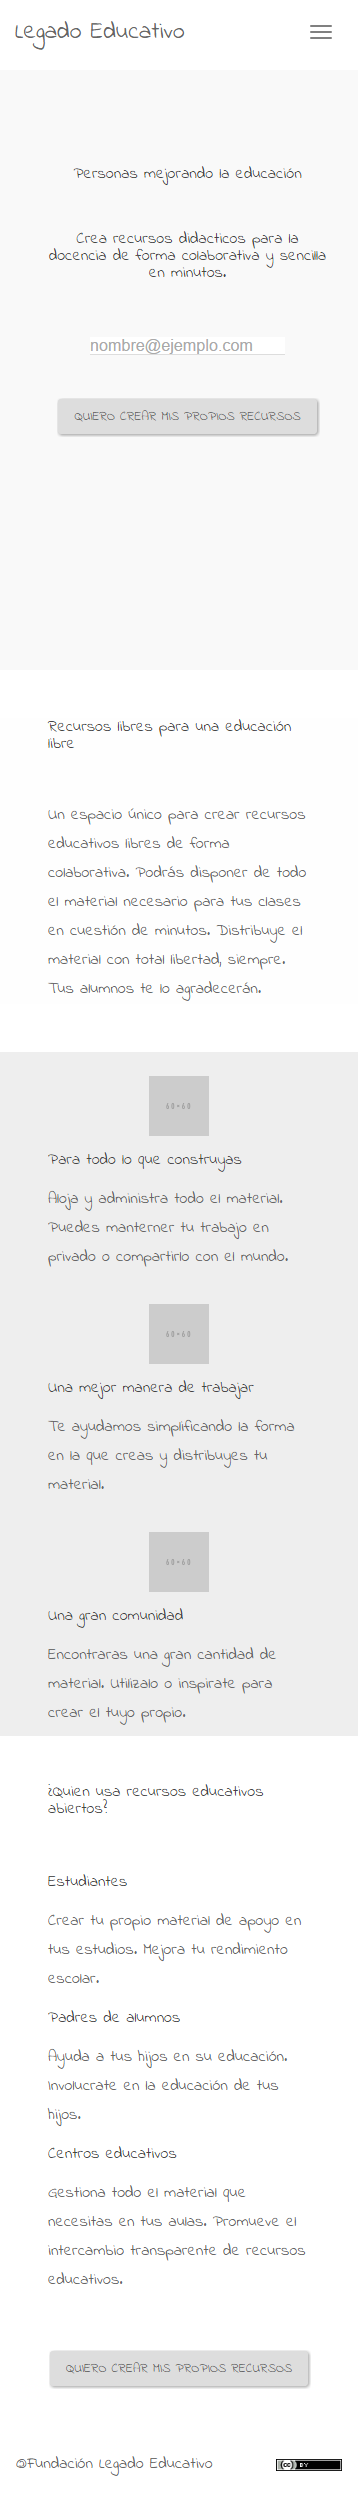 Legado Educativo
Personas mejorando la educación
Crea recursos didacticos para la
docencia de forma colaborativa y sencilla
en minutos.
nombre@ejemplo.com
QUIERO CREAR MIS PROPIOS RECURSOS
Recursos libres para una educación
libre
Un espacio único para crear recursos
educativos libres de forma
colaborativa. Podrás disponer de todo
el material necesario para tus clases
en cuestión de minutos. Distribuye el
material con total libertad, siempre.
Tus alumnos te lo agradecerán.
60×60
Para todo lo que construyas
Aloja y administra todo el material.
Puedes manterner tu trabajo en
privado o compartirlo con el mundo.
60×60
Una mejor manera de trabajar
Te ayudamos simplificando la forma
en la que creas y distribuyes tu
material.
60×60
Una gran comunidad
Encontraras una gran cantidad de
material. Utilízalo o inspirate para
crear el tuyo propio.
¿Quien usa recursos educativos
abiertos?
Estudiantes
Crear tu propio material de apoyo en
tus estudios. Mejora tu rendimiento
escolar.
Padres de alumnos
Ayuda a tus hijos en su educación.
Involucrate en la educación de tus
hijos.
Centros educativos
Gestiona todo el material que
necesitas en tus aulas. Promueve el
intercambio transparente de recursos
educativos.
QUIERO CREAR MIS PROPIOS RECURSOS
©Fundación Legado Educativo
cc BY